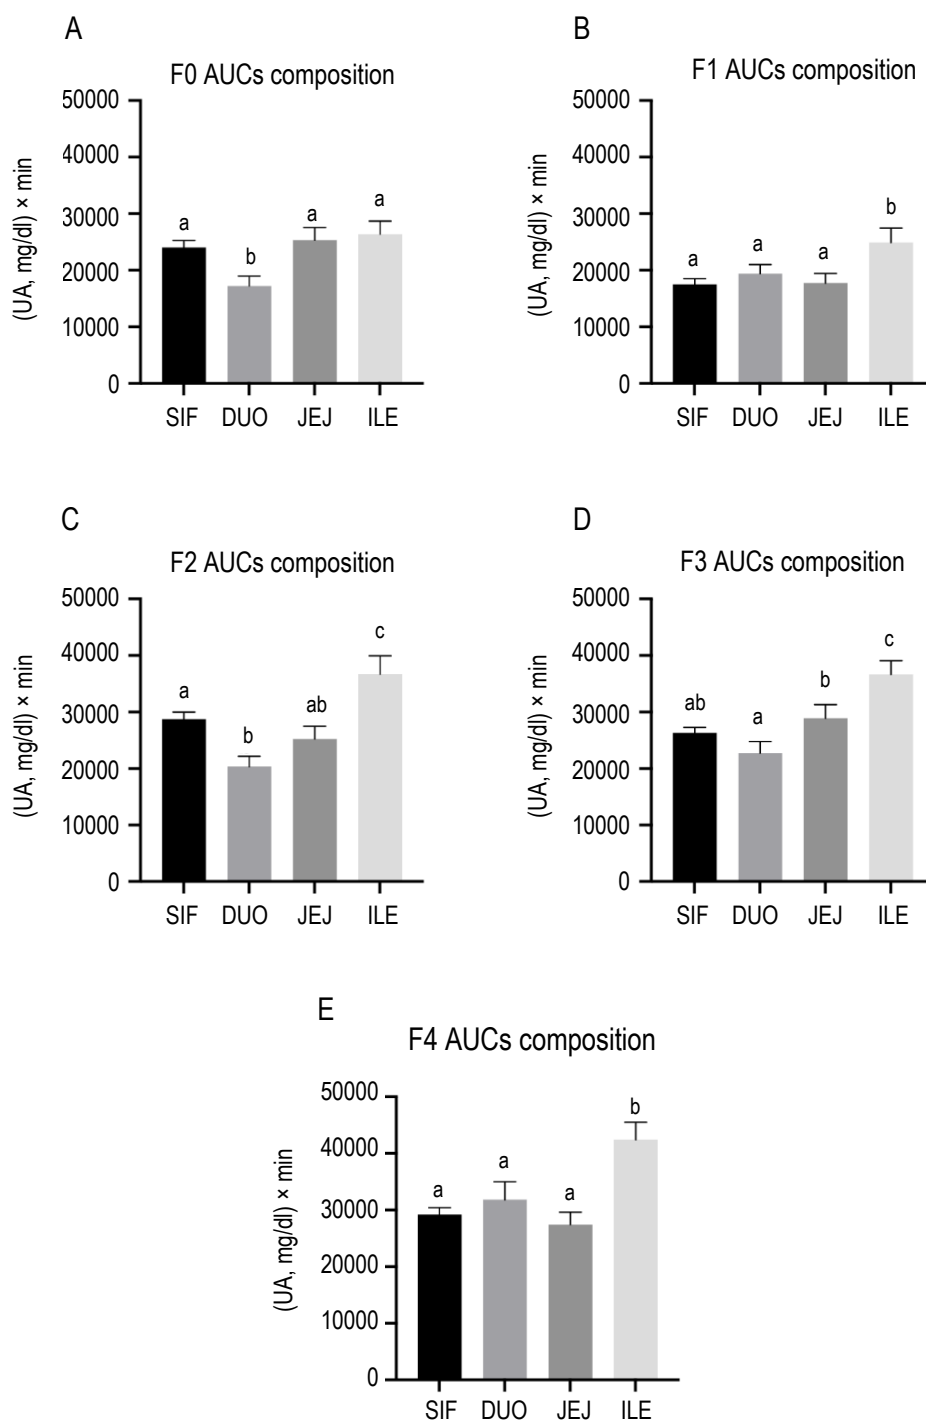 A
F0 AUCs composition
(UA, mg/dl) × min
50000
40000
30000
20000
10000
0
a
b
a
a
SIF DUO JEJ ILE
B
F1 AUCs composition
(UA, mg/dl) × min
50000
40000
30000
20000
10000
0
a
a
a
b
SIF DUO JEJ ILE
C
F2 AUCs composition
(UA, mg/dl) × min
50000
40000
30000
20000
10000
0
a
b
ab
c
SIF DUO JEJ ILE
D
F3 AUCs composition
(UA, mg/dl) × min
50000
40000
30000
20000
10000
0
ab
a
b
c
SIF DUO JEJ ILE
E
F4 AUCs composition
(UA, mg/dl) × min
50000
40000
30000
20000
10000
0
a
a
a
b
SIF DUO JEJ ILE